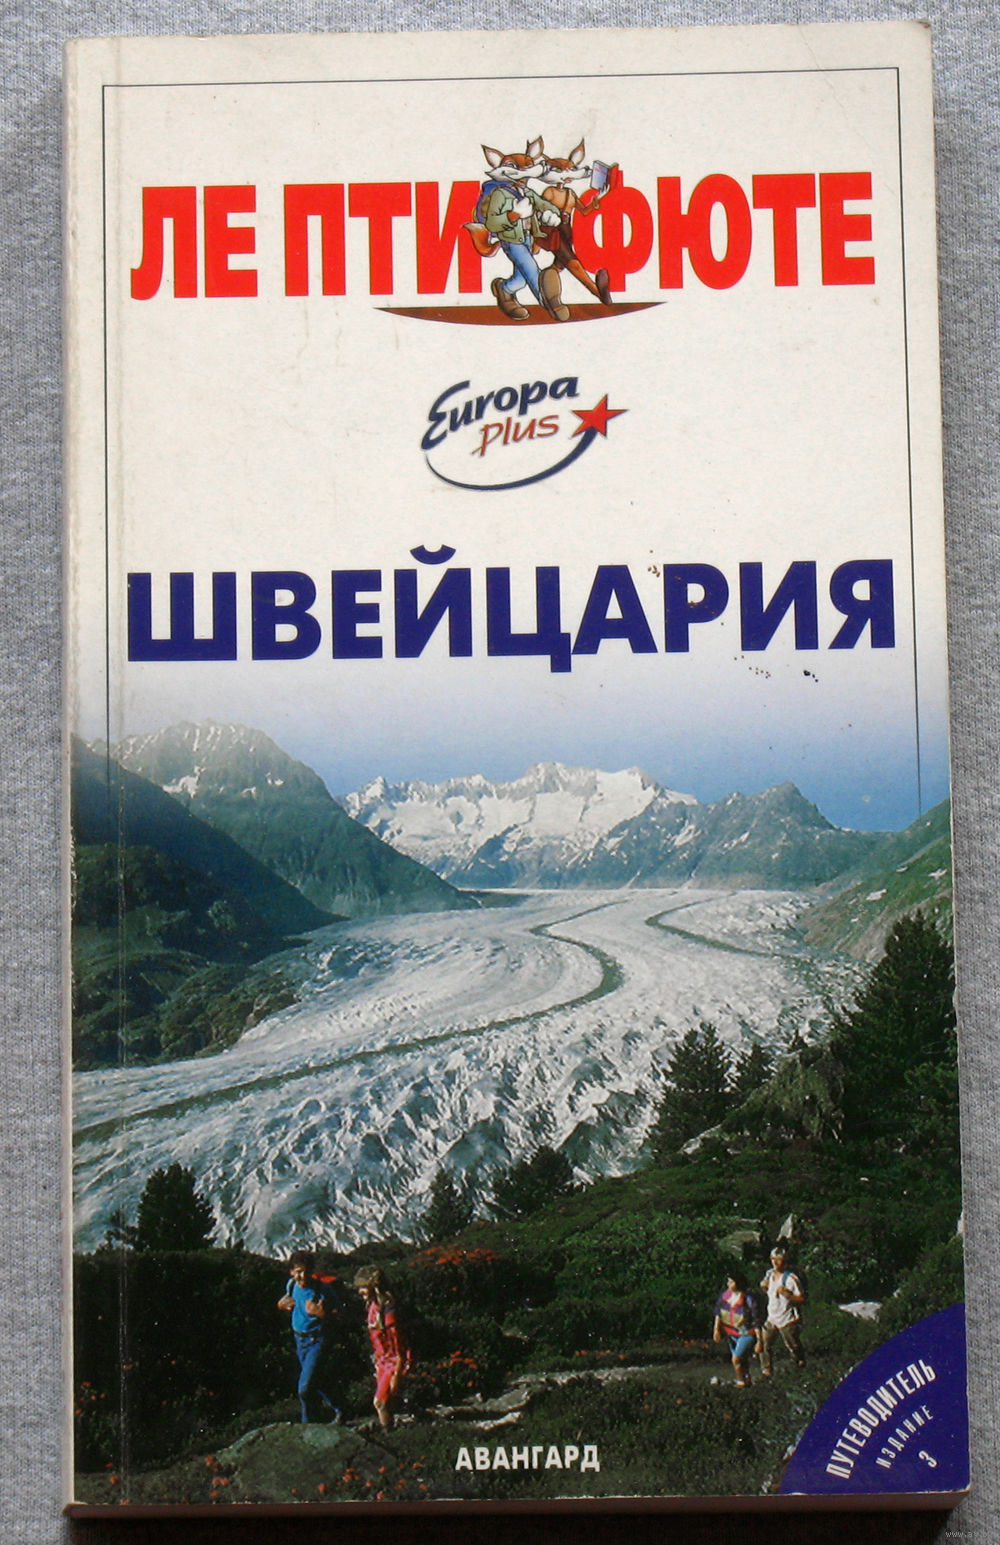 ЛЕ ПТИ ФЮТЕ
Europa
plus
ШВЕЙЦАРИЯ
ПУТЕВОДИТЕЛЬ
ИЗДАНИЕ
3
АВАНГАРД